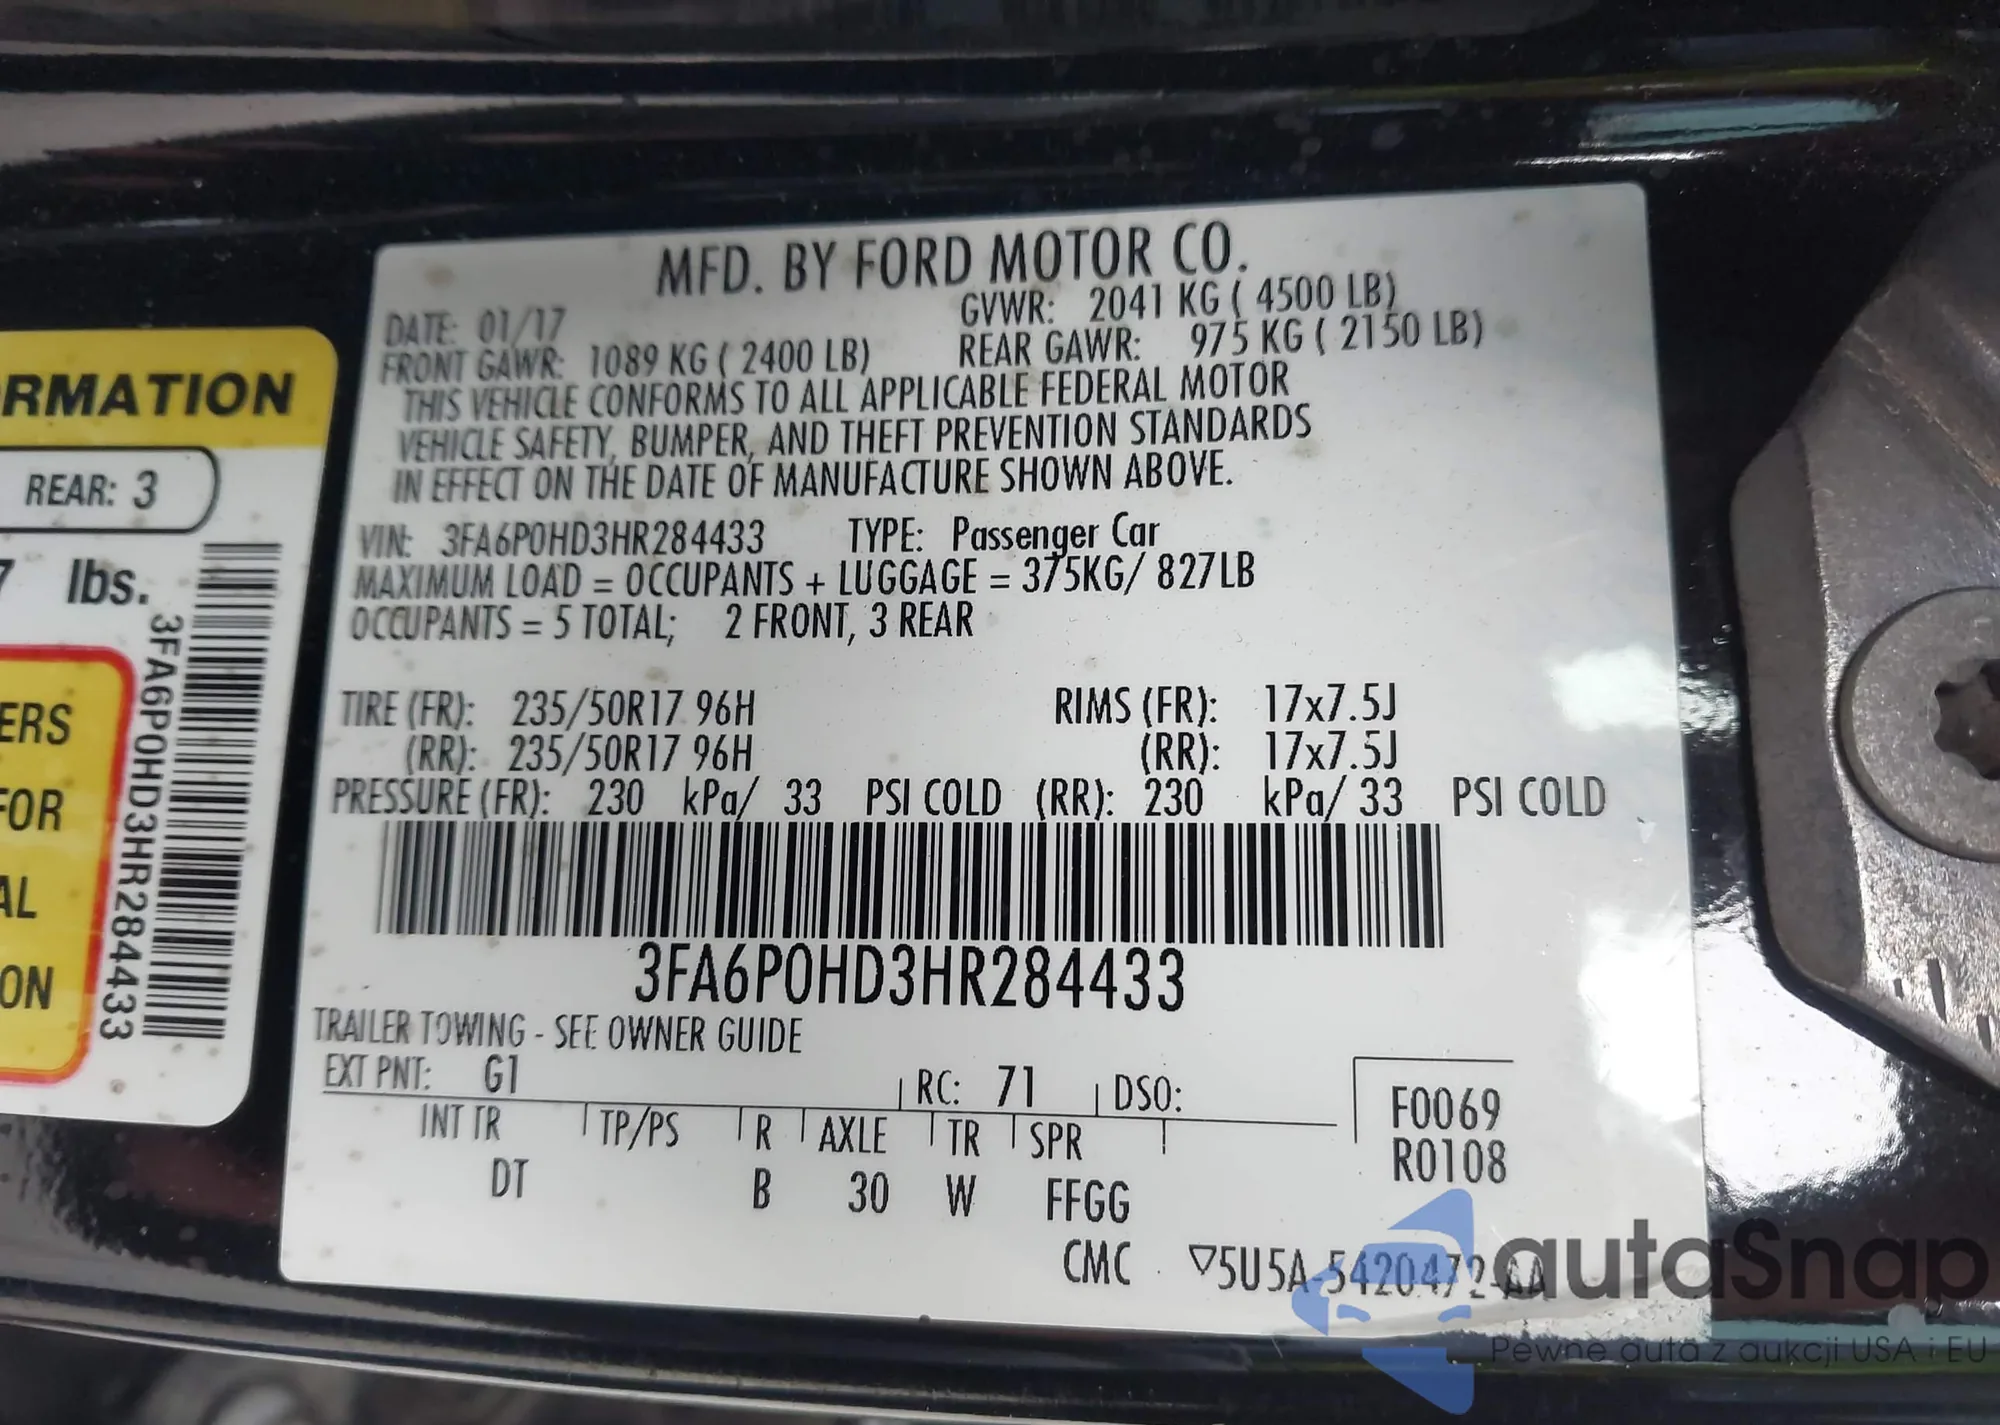 MFD. BY FORD MOTOR CO.
DATE: 01/17 GVWR: 2041 KG ( 4500 LB)
FRONT GAWR: 1089 KG ( 2400 LB) REAR GAWR: 975 KG ( 2150 LB)
THIS VEHICLE CONFORMS TO ALL APPLICABLE FEDERAL MOTOR
VEHICLE SAFETY, BUMPER, AND THEFT PREVENTION STANDARDS
IN EFFECT ON THE DATE OF MANUFACTURE SHOWN ABOVE.
VIN: 3FA6P0HD3HR284433 TYPE: Passenger Car
MAXIMUM LOAD = OCCUPANTS + LUGGAGE = 375KG/ 827LB
OCCUPANTS = 5 TOTAL; 2 FRONT, 3 REAR
TIRE (FR): 235/50R17 96H RIMS (FR): 17x7.5J
(RR): 235/50R17 96H (RR): 17x7.5J
PRESSURE (FR): 230 kPa/ 33 PSI COLD (RR): 230 kPa/ 33 PSI COLD
3FA6P0HD3HR284433
TRAILER TOWING - SEE OWNER GUIDE
EXT PNT: G1 RC: 71 DSO:
INT TR TP/PS R AXLE TR SPR
DT B 30 W FFGG
F0069
R0108
CMC ▽5U5A-5420472-AA
RMATION
REAR: 3
7 lbs.
3FA6P0HD3HR284433
ERS
FOR
AL
ON
autaSnap
Pewne auta z aukcji USA i EU